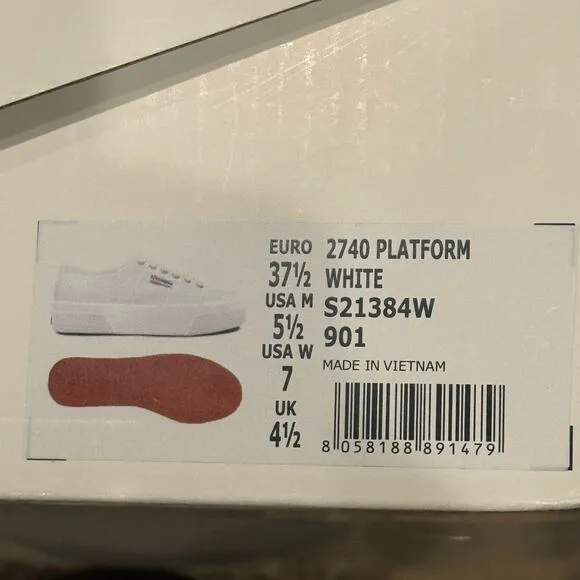 EURO
37½
USA M
5½
USA W
7
UK
4½
2740 PLATFORM
WHITE
S21384W
901
MADE IN VIETNAM
8 058188 891479